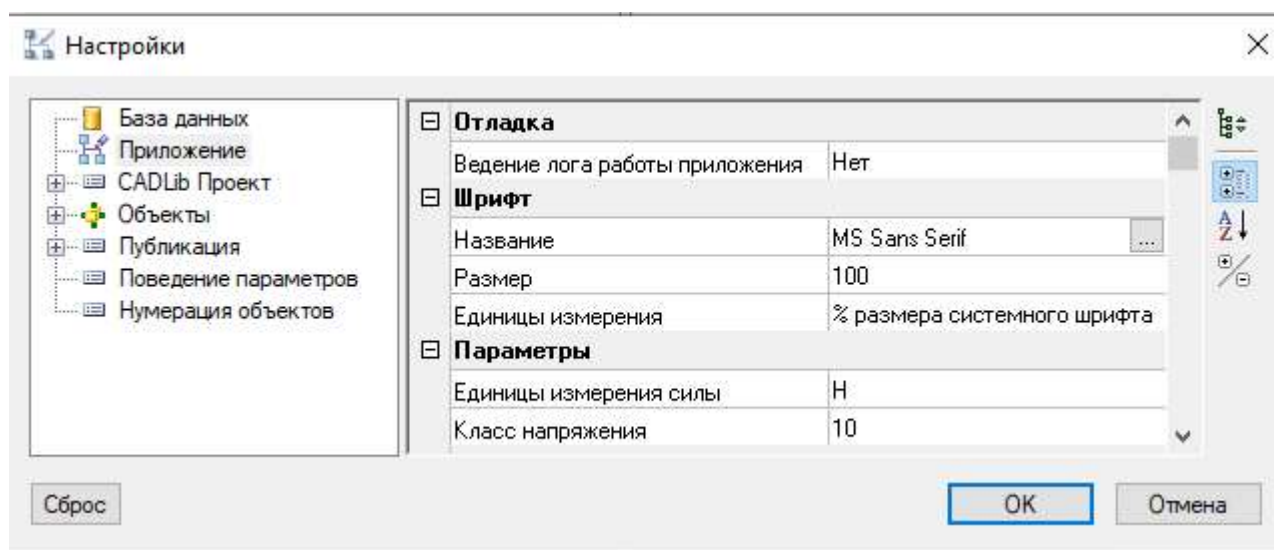 Настройки
База данных
Приложение
CADLib Проект
Объекты
Публикация
Поведение параметров
Нумерация объектов
Отладка
Ведение лога работы приложения Нет
Шрифт
Название MS Sans Serif ...
Размер 100
Единицы измерения % размера системного шрифта
Параметры
Единицы измерения силы Н
Класс напряжения 10
Сброс
OK
Отмена